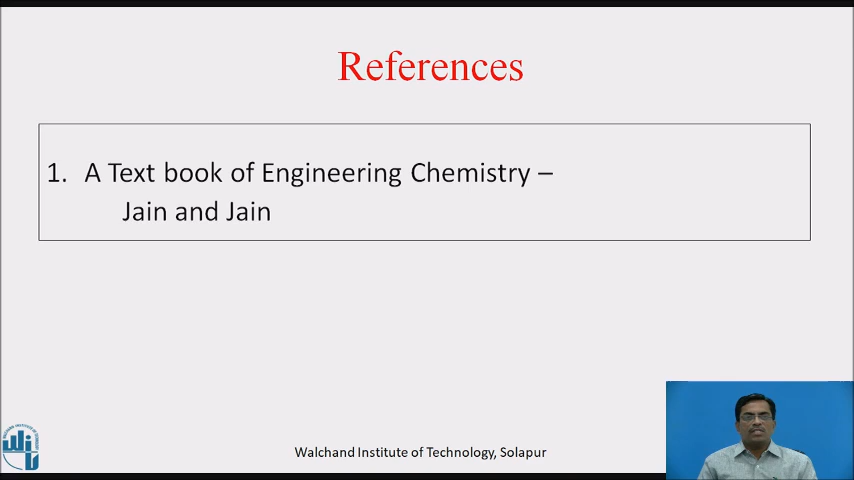 References
1. A Text book of Engineering Chemistry –
Jain and Jain
Walchand Institute of Technology, Solapur